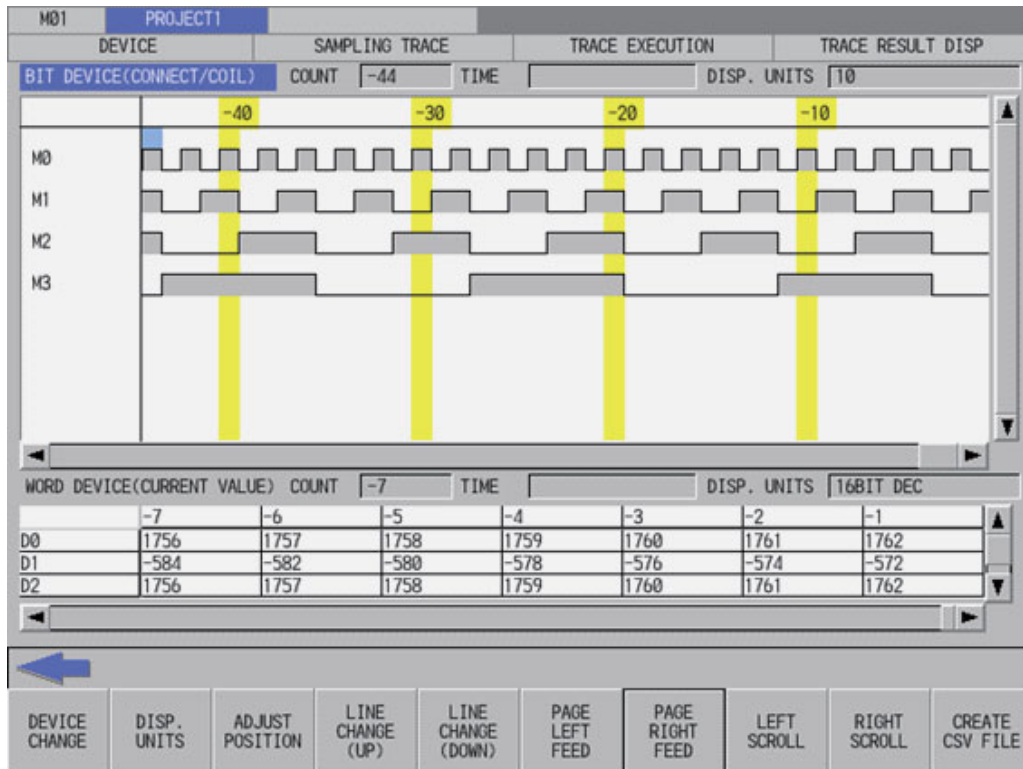 MØ1 PROJECT1
DEVICE SAMPLING TRACE TRACE EXECUTION TRACE RESULT DISP
BIT DEVICE(CONNECT/COIL) COUNT -44 TIME DISP. UNITS 10
-40 -30 -20 -10
MØ
M1
M2
M3
WORD DEVICE(CURRENT VALUE) COUNT -7 TIME DISP. UNITS 16BIT DEC
-7 -6 -5 -4 -3 -2 -1
DØ 1756 1757 1758 1759 1760 1761 1762
D1 -584 -582 -580 -578 -576 -574 -572
D2 1756 1757 1758 1759 1760 1761 1762
DEVICE CHANGE
DISP. UNITS
ADJUST POSITION
LINE CHANGE (UP)
LINE CHANGE (DOWN)
PAGE LEFT FEED
PAGE RIGHT FEED
LEFT SCROLL
RIGHT SCROLL
CREATE CSV FILE